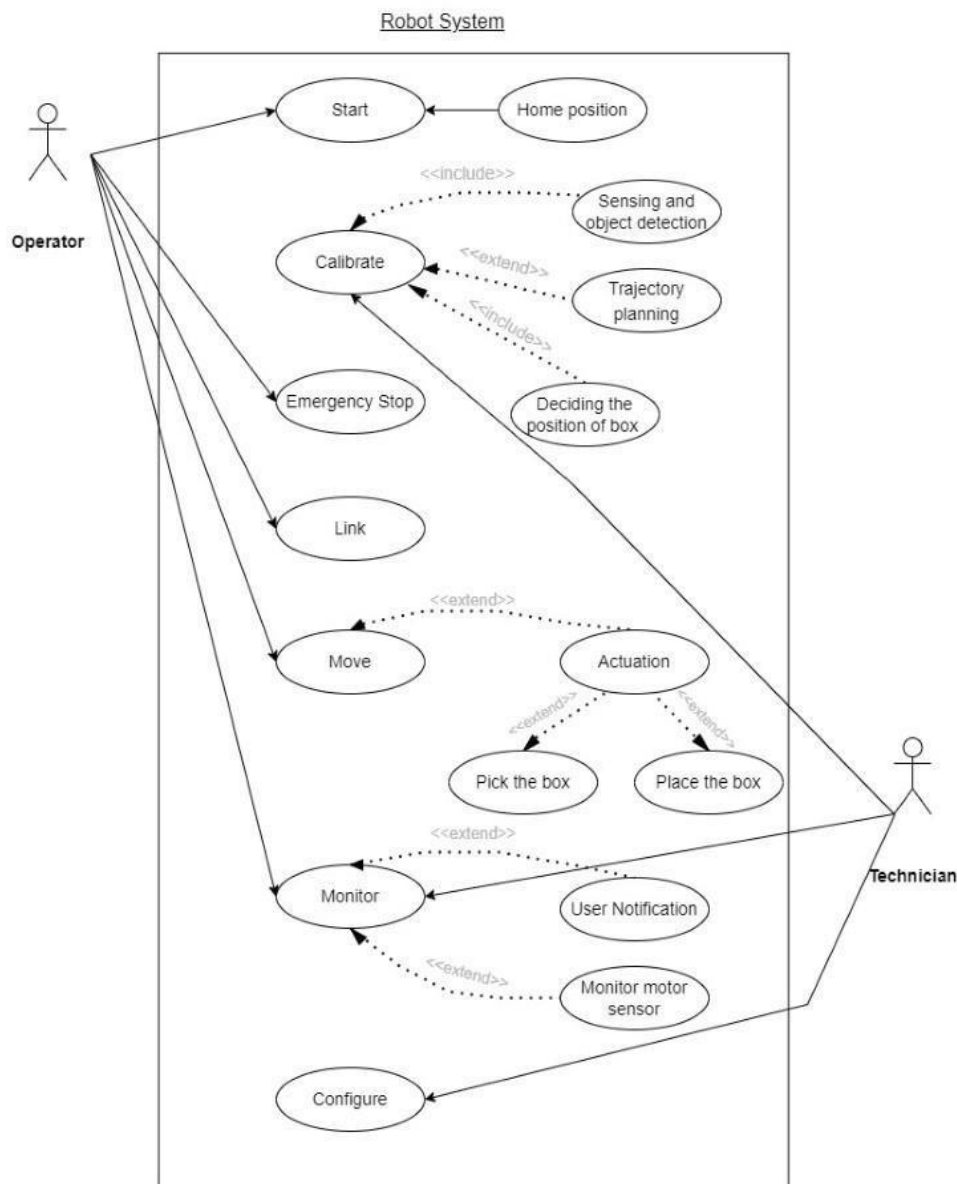 Robot System
Start
Home position
<<include>>
Sensing and
object detection
Operator
Calibrate
<<extend>>
Trajectory
planning
<<include>>
Emergency Stop
Deciding the
position of box
Link
<<extend>>
Move
Actuation
<<extend>>
<<extend>>
Pick the box
Place the box
<<extend>>
Technician
Monitor
User Notification
<<extend>>
Monitor motor
sensor
Configure